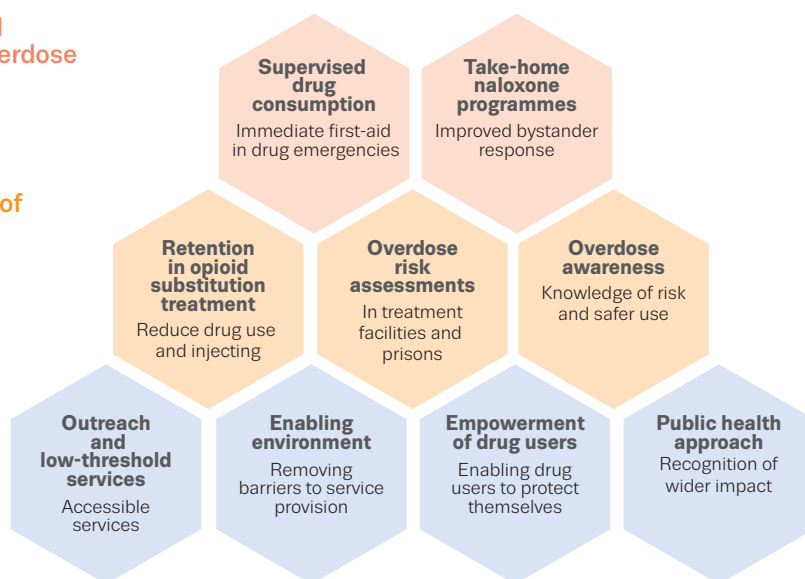 erdose
Supervised
drug
consumption
Immediate first-aid
in drug emergencies
Take-home
naloxone
programmes
Improved bystander
response
of
Retention
in opioid
substitution
treatment
Reduce drug use
and injecting
Overdose
risk
assessments
In treatment
facilities and
prisons
Overdose
awareness
Knowledge of risk
and safer use
Outreach
and
low-threshold
services
Accessible
services
Enabling
environment
Removing
barriers to service
provision
Empowerment
of drug users
Enabling drug
users to protect
themselves
Public health
approach
Recognition of
wider impact